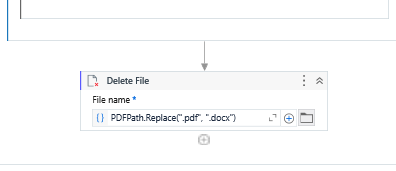 Delete File
File name *
{} PDFPath.Replace(".pdf", ".docx")